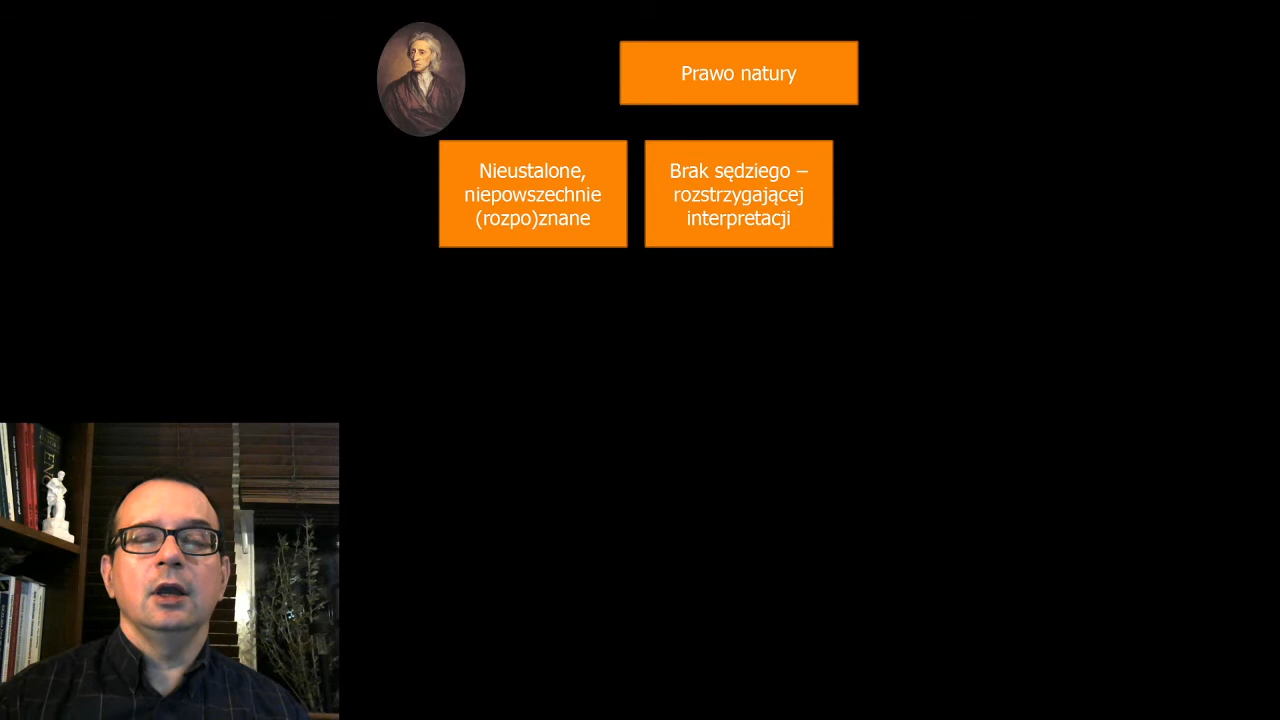 Prawo natury
Nieustalone,
niepowszechnie
(rozpo)znane
Brak sędziego –
rozstrzygającej
interpretacji